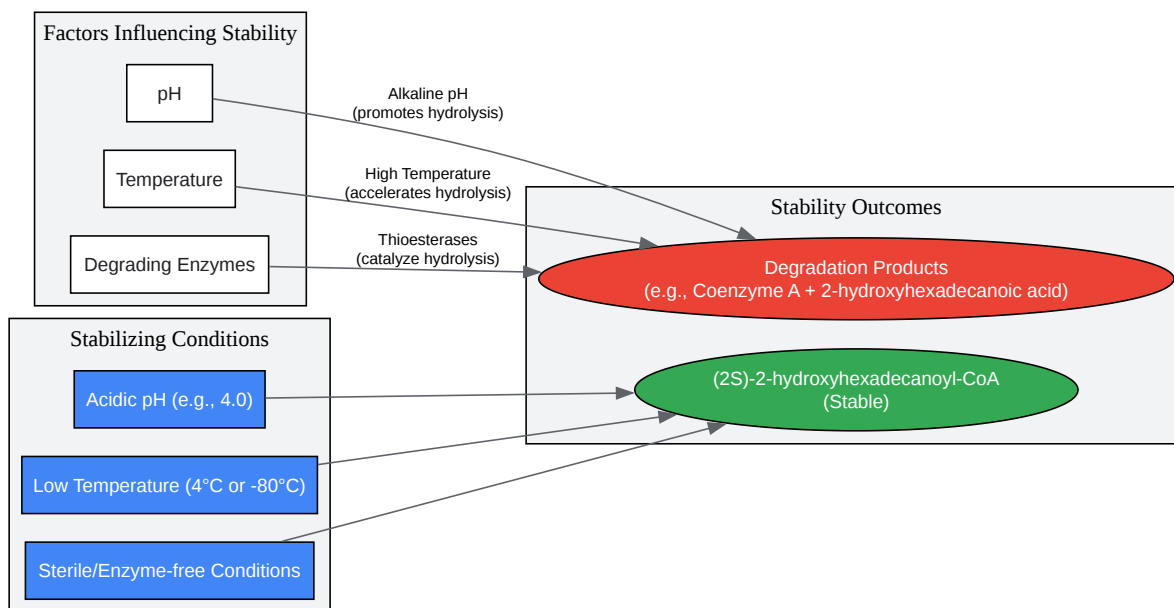 Factors Influencing Stability
pH
Temperature
Degrading Enzymes
Alkaline pH
(promotes hydrolysis)
High Temperature
(accelerates hydrolysis)
Thioesterases
(catalyze hydrolysis)
Stability Outcomes
Degradation Products
(e.g., Coenzyme A + 2-hydroxyhexadecanoic acid)
(2S)-2-hydroxyhexadecanoyl-CoA
(Stable)
Stabilizing Conditions
Acidic pH (e.g., 4.0)
Low Temperature (4°C or -80°C)
Sterile/Enzyme-free Conditions